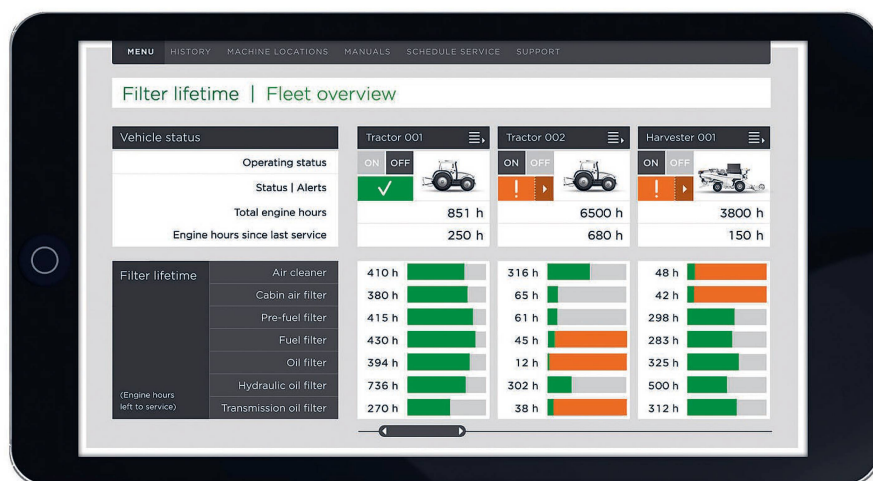 MENU HISTORY MACHINE LOCATIONS MANUALS SCHEDULE SERVICE SUPPORT
Filter lifetime | Fleet overview
Vehicle status Tractor 001 Tractor 002 Harvester 001
Operating status ON OFF ON OFF ON OFF
Status | Alerts ! !
Total engine hours 851 h 6500 h 3800 h
Engine hours since last service 250 h 680 h 150 h
Filter lifetime Air cleaner 410 h 316 h 48 h
Cabin air filter 380 h 65 h 42 h
Pre-fuel filter 415 h 61 h 298 h
Fuel filter 430 h 45 h 283 h
Oil filter 394 h 12 h 325 h
Hydraulic oil filter 736 h 302 h 500 h
(Engine hours
left to service) Transmission oil filter 270 h 38 h 312 h